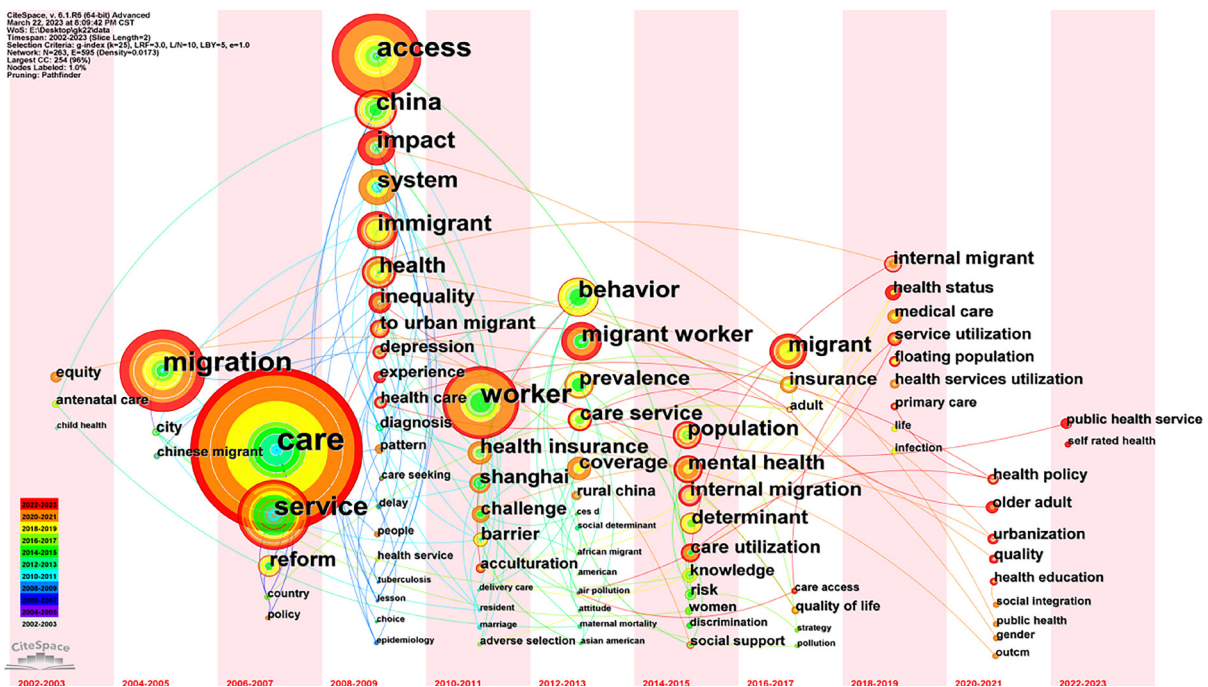 CiteSpace, v. 6.1.R6 (64-bit) Advanced
March 22, 2023 at 8:09:42 PM CST
WoS: E:\Desktop\gk22\data
Timespan: 2002-2023 (Slice Length=2)
Selection Criteria: g-index (k=25), LRF=3.0, L/N=10, LBY=5, e=1.0
Network: N=263, E=595 (Density=0.0173)
Largest CC: 254 (96%)
Nodes Labeled: 1.0%
Pruning: Pathfinder
equity
antenatal care
child health
migration
city
chinese migrant
care
service
reform
country
policy
access
china
impact
system
immigrant
health
inequality
to urban migrant
depression
experience
health care
diagnosis
pattern
care seeking
delay
people
health service
tuberculosis
lesson
choice
epidemiology
worker
health insurance
shanghai
challenge
barrier
acculturation
delivery care
resident
marriage
adverse selection
behavior
migrant worker
prevalence
care service
coverage
rural china
ces d
social determinant
african migrant
american
air pollution
attitude
maternal mortality
asian american
population
mental health
internal migration
determinant
care utilization
knowledge
risk
women
discrimination
social support
migrant
insurance
adult
care access
quality of life
strategy
pollution
internal migrant
health status
medical care
service utilization
floating population
health services utilization
primary care
life
infection
health policy
older adult
urbanization
quality
health education
social integration
public health
gender
outcm
public health service
self rated health
2022-2023
2020-2021
2018-2019
2016-2017
2014-2015
2012-2013
2010-2011
2008-2009
2004-2005
2002-2003
CiteSpace
2002-2003 2004-2005 2006-2007 2008-2009 2010-2011 2012-2013 2014-2015 2016-2017 2018-2019 2020-2021 2022-2023